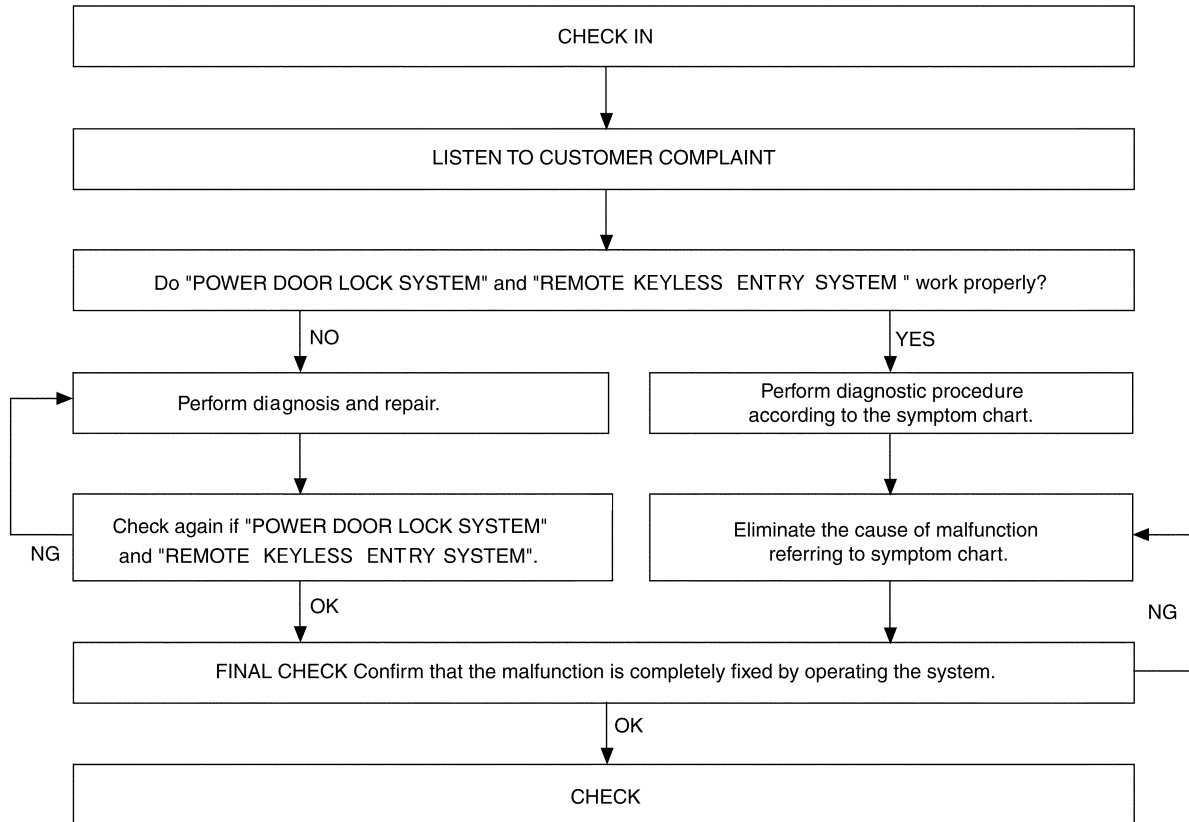 CHECK IN
LISTEN TO CUSTOMER COMPLAINT
Do "POWER DOOR LOCK SYSTEM" and "REMOTE KEYLESS ENTRY SYSTEM " work properly?
NO
YES
Perform diagnosis and repair.
Perform diagnostic procedure
according to the symptom chart.
Check again if "POWER DOOR LOCK SYSTEM"
and "REMOTE KEYLESS ENTRY SYSTEM".
NG
Eliminate the cause of malfunction
referring to symptom chart.
OK
NG
FINAL CHECK Confirm that the malfunction is completely fixed by operating the system.
OK
CHECK